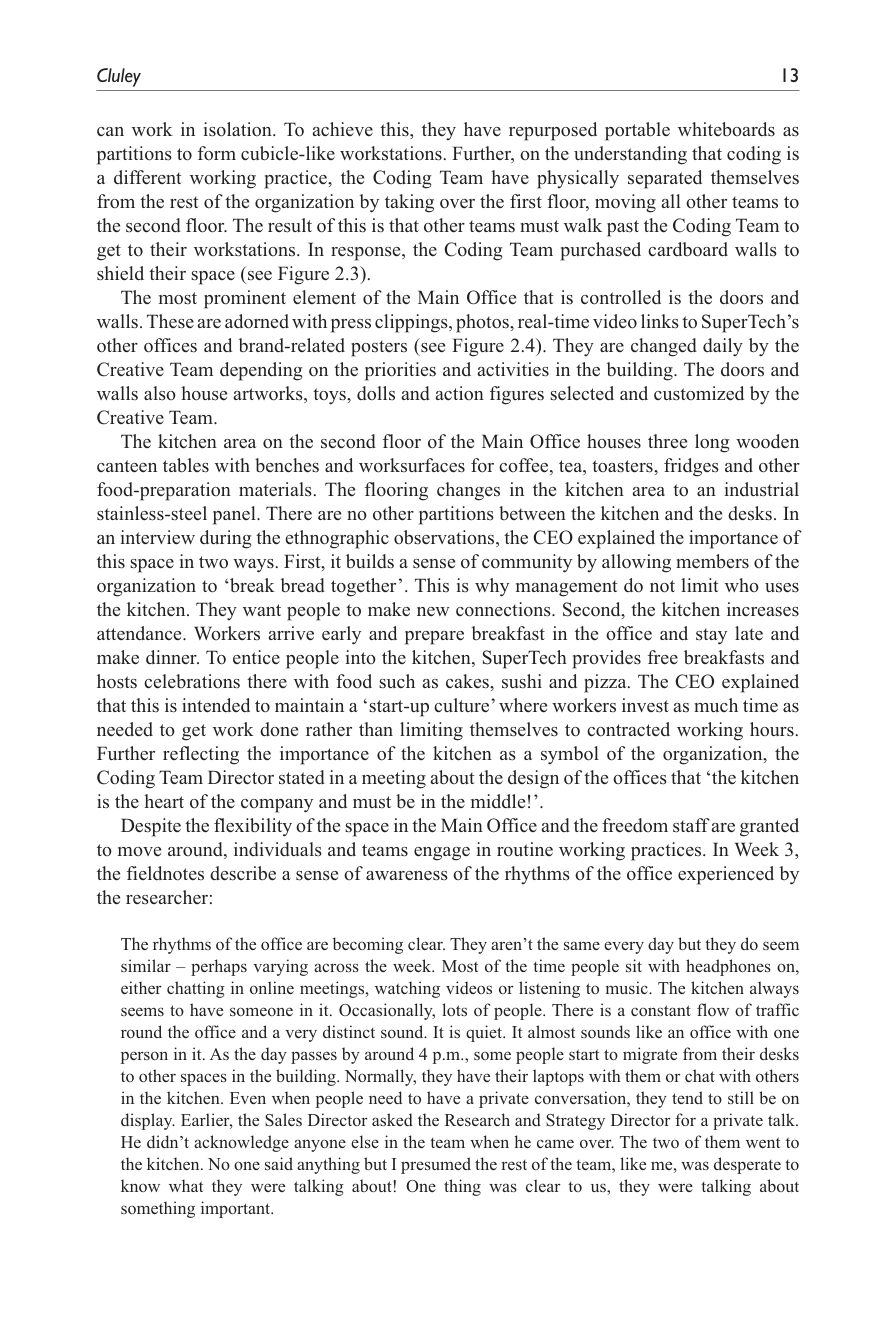 Cluley 13
can work in isolation. To achieve this, they have repurposed portable whiteboards as
partitions to form cubicle-like workstations. Further, on the understanding that coding is
a different working practice, the Coding Team have physically separated themselves
from the rest of the organization by taking over the first floor, moving all other teams to
the second floor. The result of this is that other teams must walk past the Coding Team to
get to their workstations. In response, the Coding Team purchased cardboard walls to
shield their space (see Figure 2.3).
The most prominent element of the Main Office that is controlled is the doors and
walls. These are adorned with press clippings, photos, real-time video links to SuperTech’s
other offices and brand-related posters (see Figure 2.4). They are changed daily by the
Creative Team depending on the priorities and activities in the building. The doors and
walls also house artworks, toys, dolls and action figures selected and customized by the
Creative Team.
The kitchen area on the second floor of the Main Office houses three long wooden
canteen tables with benches and worksurfaces for coffee, tea, toasters, fridges and other
food-preparation materials. The flooring changes in the kitchen area to an industrial
stainless-steel panel. There are no other partitions between the kitchen and the desks. In
an interview during the ethnographic observations, the CEO explained the importance of
this space in two ways. First, it builds a sense of community by allowing members of the
organization to ‘break bread together’. This is why management do not limit who uses
the kitchen. They want people to make new connections. Second, the kitchen increases
attendance. Workers arrive early and prepare breakfast in the office and stay late and
make dinner. To entice people into the kitchen, SuperTech provides free breakfasts and
hosts celebrations there with food such as cakes, sushi and pizza. The CEO explained
that this is intended to maintain a ‘start-up culture’ where workers invest as much time as
needed to get work done rather than limiting themselves to contracted working hours.
Further reflecting the importance of the kitchen as a symbol of the organization, the
Coding Team Director stated in a meeting about the design of the offices that ‘the kitchen
is the heart of the company and must be in the middle!’.
Despite the flexibility of the space in the Main Office and the freedom staff are granted
to move around, individuals and teams engage in routine working practices. In Week 3,
the fieldnotes describe a sense of awareness of the rhythms of the office experienced by
the researcher:
The rhythms of the office are becoming clear. They aren’t the same every day but they do seem
similar – perhaps varying across the week. Most of the time people sit with headphones on,
either chatting in online meetings, watching videos or listening to music. The kitchen always
seems to have someone in it. Occasionally, lots of people. There is a constant flow of traffic
round the office and a very distinct sound. It is quiet. It almost sounds like an office with one
person in it. As the day passes by around 4 p.m., some people start to migrate from their desks
to other spaces in the building. Normally, they have their laptops with them or chat with others
in the kitchen. Even when people need to have a private conversation, they tend to still be on
display. Earlier, the Sales Director asked the Research and Strategy Director for a private talk.
He didn’t acknowledge anyone else in the team when he came over. The two of them went to
the kitchen. No one said anything but I presumed the rest of the team, like me, was desperate to
know what they were talking about! One thing was clear to us, they were talking about
something important.